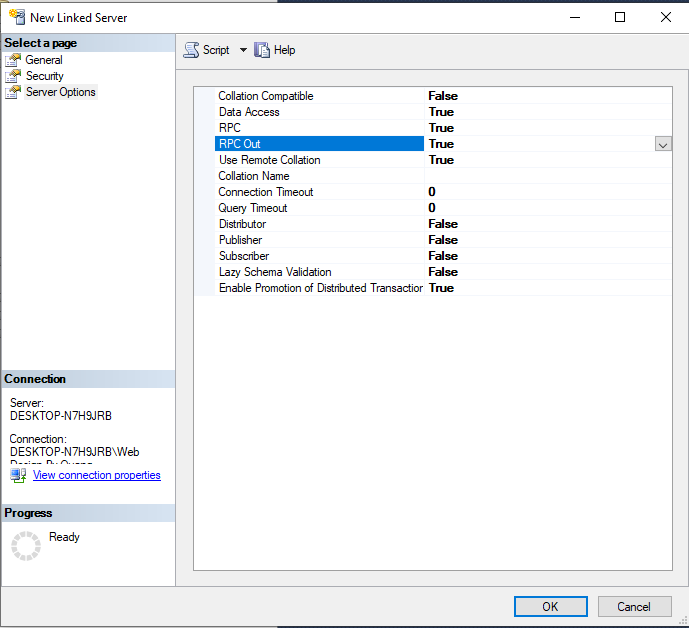 New Linked Server
Select a page
General
Security
Server Options
Script
Help
Collation Compatible False
Data Access True
RPC True
RPC Out True
Use Remote Collation True
Collation Name
Connection Timeout 0
Query Timeout 0
Distributor False
Publisher False
Subscriber False
Lazy Schema Validation False
Enable Promotion of Distributed Transaction True
Connection
Server:
DESKTOP-N7H9JRB
Connection:
DESKTOP-N7H9JRB\Web
View connection properties
Progress
Ready
OK
Cancel